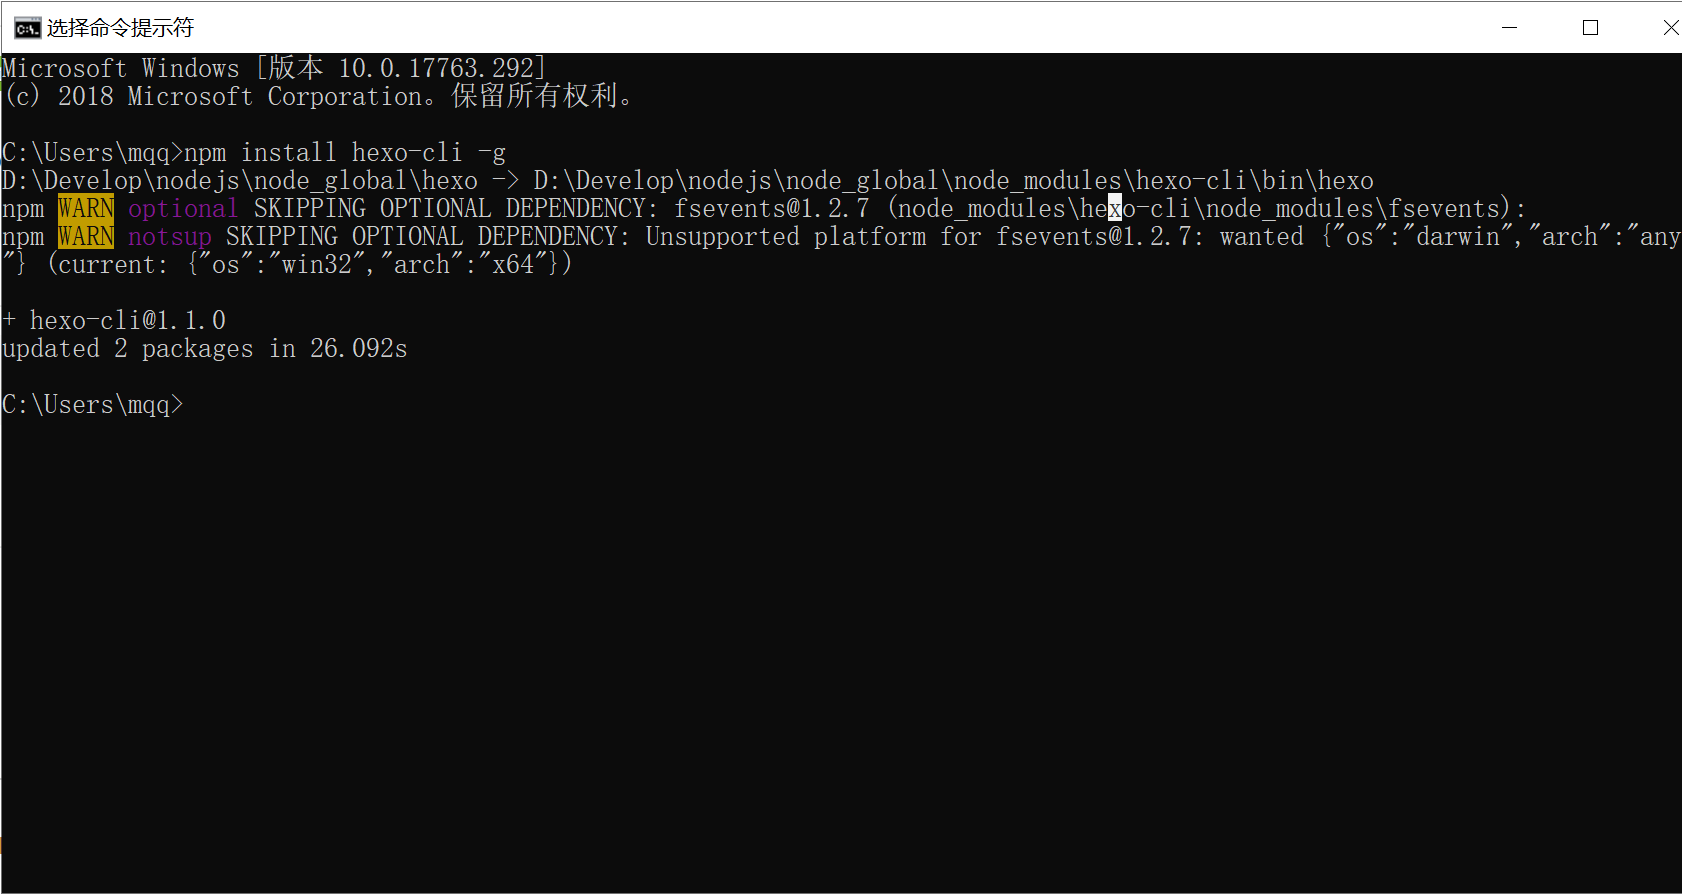 选择命令提示符
Microsoft Windows [版本 10.0.17763.292]
(c) 2018 Microsoft Corporation。保留所有权利。
C:\Users\mqq>npm install hexo-cli -g
D:\Develop\nodejs\node_global\hexo -> D:\Develop\nodejs\node_global\node_modules\hexo-cli\bin\hexo
npm WARN optional SKIPPING OPTIONAL DEPENDENCY: fsevents@1.2.7 (node_modules\hexo-cli\node_modules\fsevents):
npm WARN notsup SKIPPING OPTIONAL DEPENDENCY: Unsupported platform for fsevents@1.2.7: wanted {"os":"darwin","arch":"any
"} (current: {"os":"win32","arch":"x64"})
+ hexo-cli@1.1.0
updated 2 packages in 26.092s
C:\Users\mqq>